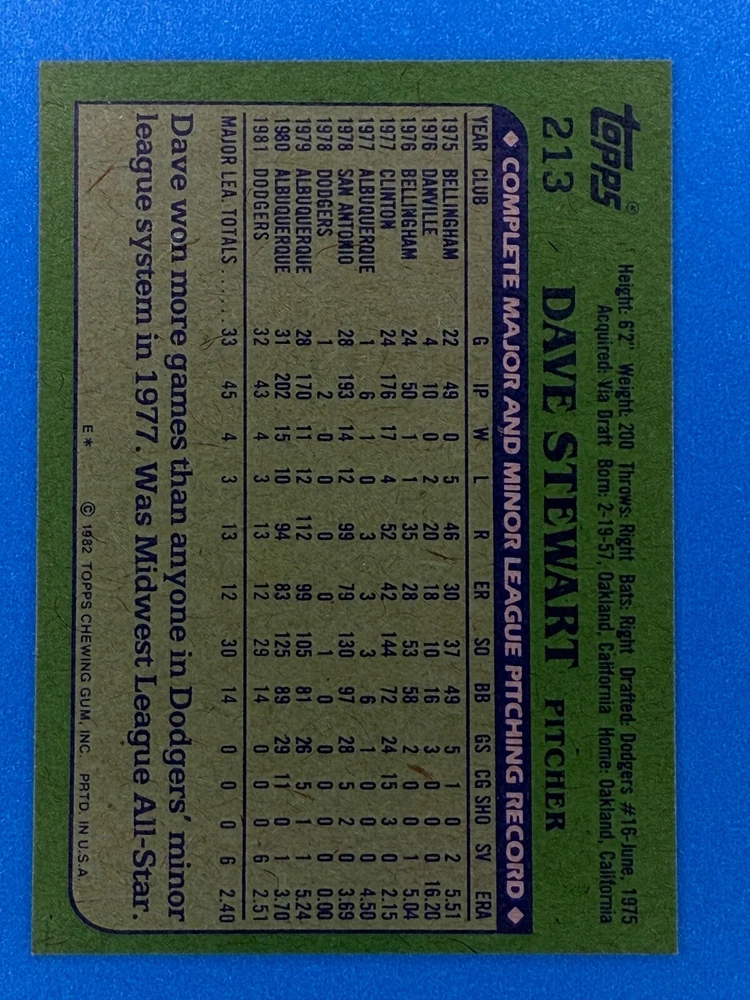 topps®
Height: 6'2" Weight: 200 Throws: Right Bats: Right Drafted: Dodgers #16-June, 1975
Acquired: Via Draft Born: 2-19-57, Oakland, California Home: Oakland, California
213 DAVE STEWART PITCHER
◆ COMPLETE MAJOR AND MINOR LEAGUE PITCHING RECORD ◆
YEAR CLUB G IP W L R ER SO BB GS CG SHO SV ERA
1975 BELLINGHAM 22 49 0 5 46 30 37 49 5 1 0 2 5.51
1976 DANVILLE 4 10 0 2 20 18 10 16 3 0 0 0 16.20
1976 BELLINGHAM 24 50 1 1 35 28 53 58 2 0 0 1 5.04
1977 CLINTON 24 176 17 4 52 42 144 72 24 15 3 0 2.15
1977 ALBUQUERQUE 1 6 1 0 3 3 3 6 1 0 0 0 4.50
1978 SAN ANTONIO 28 193 14 12 99 79 130 97 28 5 2 0 3.69
1978 DODGERS 1 2 0 0 0 0 1 0 0 0 0 0 0.00
1979 ALBUQUERQUE 28 170 11 12 112 99 105 81 26 5 1 1 5.24
1980 ALBUQUERQUE 31 202 15 10 94 83 125 89 29 11 0 1 3.70
1981 DODGERS 32 43 4 3 13 12 29 14 0 0 0 6 2.51
MAJOR LEA. TOTALS...... 33 45 4 3 13 12 30 14 0 0 0 6 2.40
Dave won more games than anyone in Dodgers' minor
league system in 1977. Was Midwest League All-Star.
E* © 1982 TOPPS CHEWING GUM, INC. PRTD. IN U.S.A.